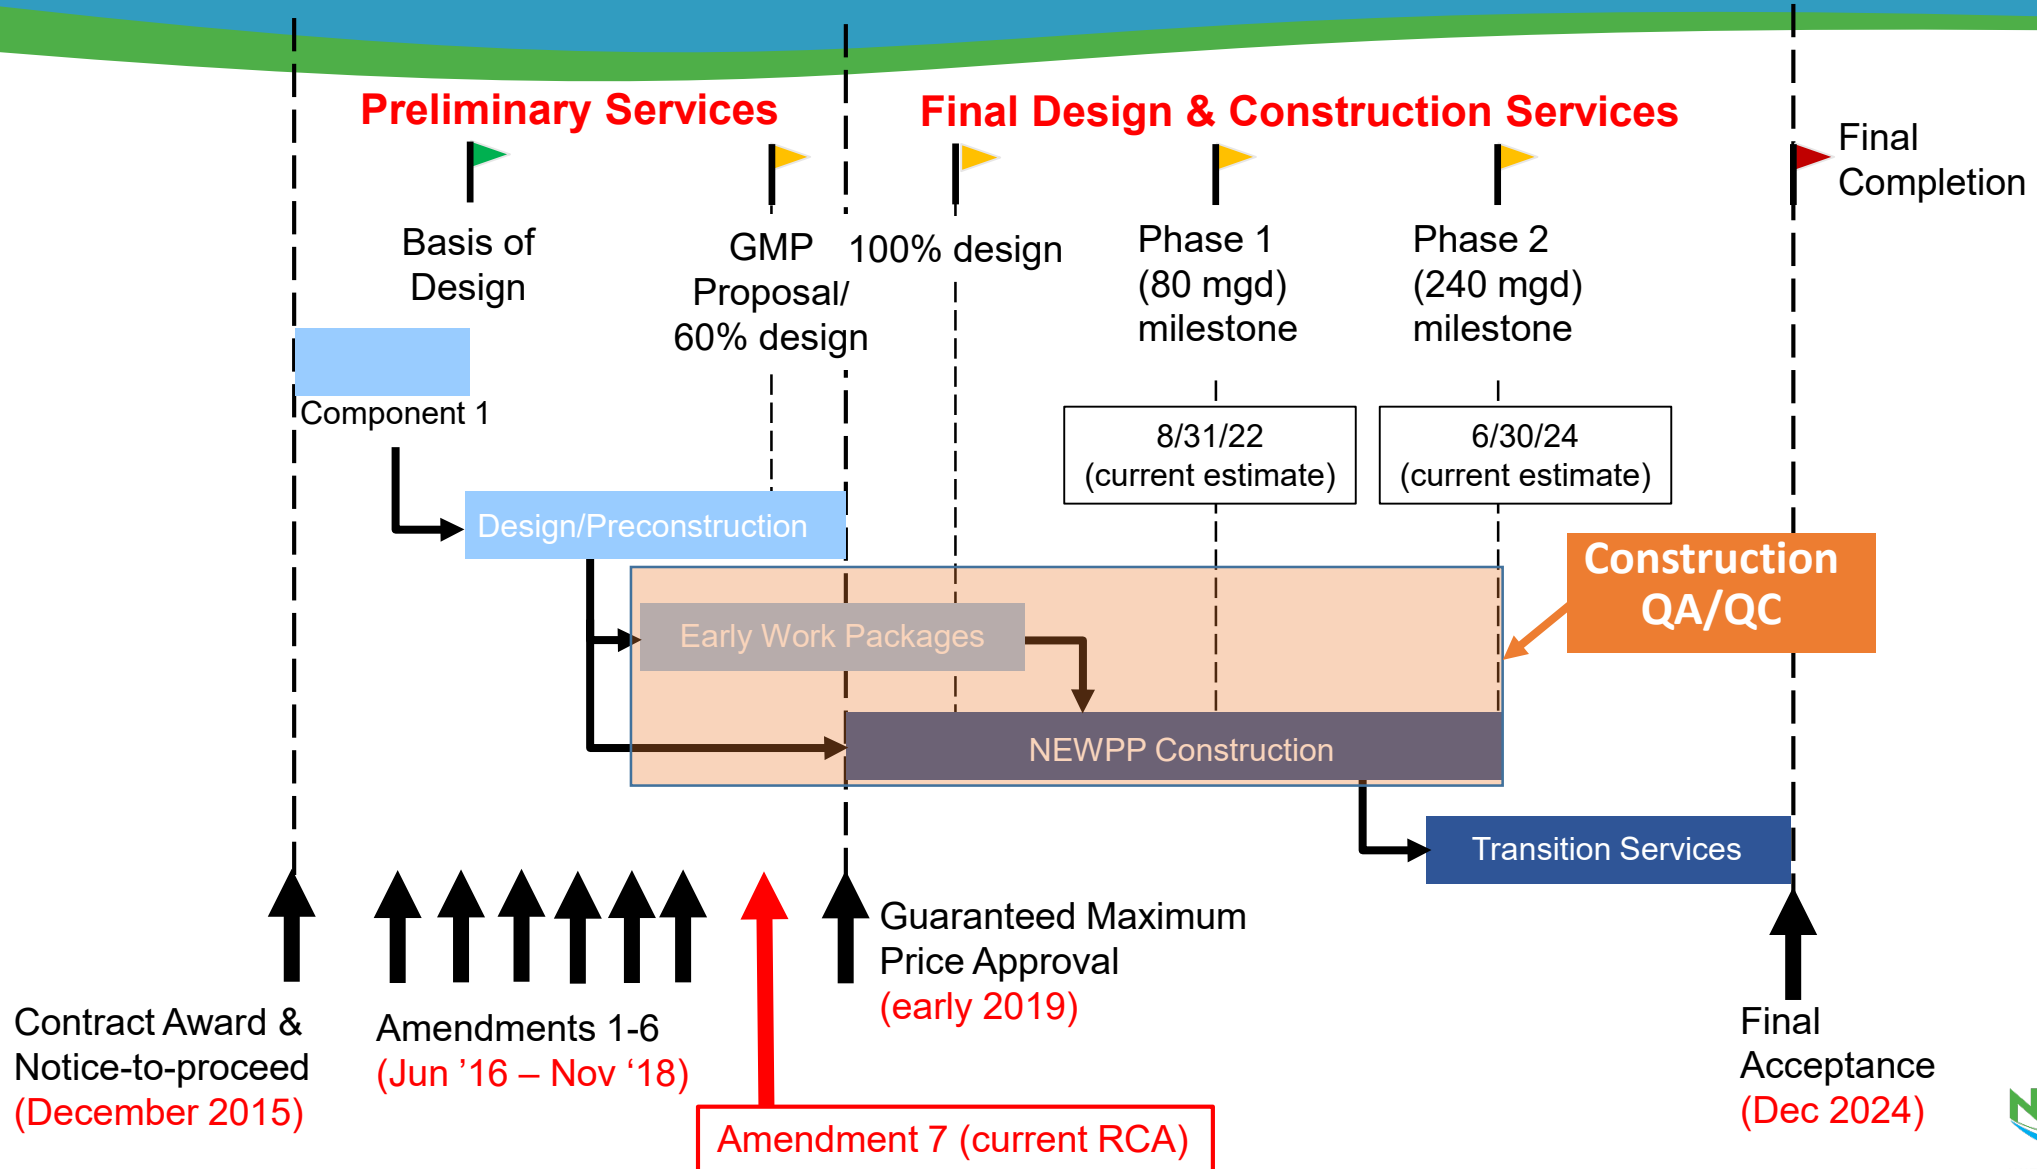 Preliminary Services
Final Design & Construction Services
Final
Completion
Basis of
Design
GMP
Proposal/
60% design
100% design
Phase 1
(80 mgd)
milestone
Phase 2
(240 mgd)
milestone
Component 1
8/31/22
(current estimate)
6/30/24
(current estimate)
Design/Preconstruction
Construction
QA/QC
Early Work Packages
NEWPP Construction
Transition Services
Contract Award &
Notice-to-proceed
(December 2015)
Amendments 1-6
(Jun ’16 – Nov ‘18)
Amendment 7 (current RCA)
Guaranteed Maximum
Price Approval
(early 2019)
Final
Acceptance
(Dec 2024)